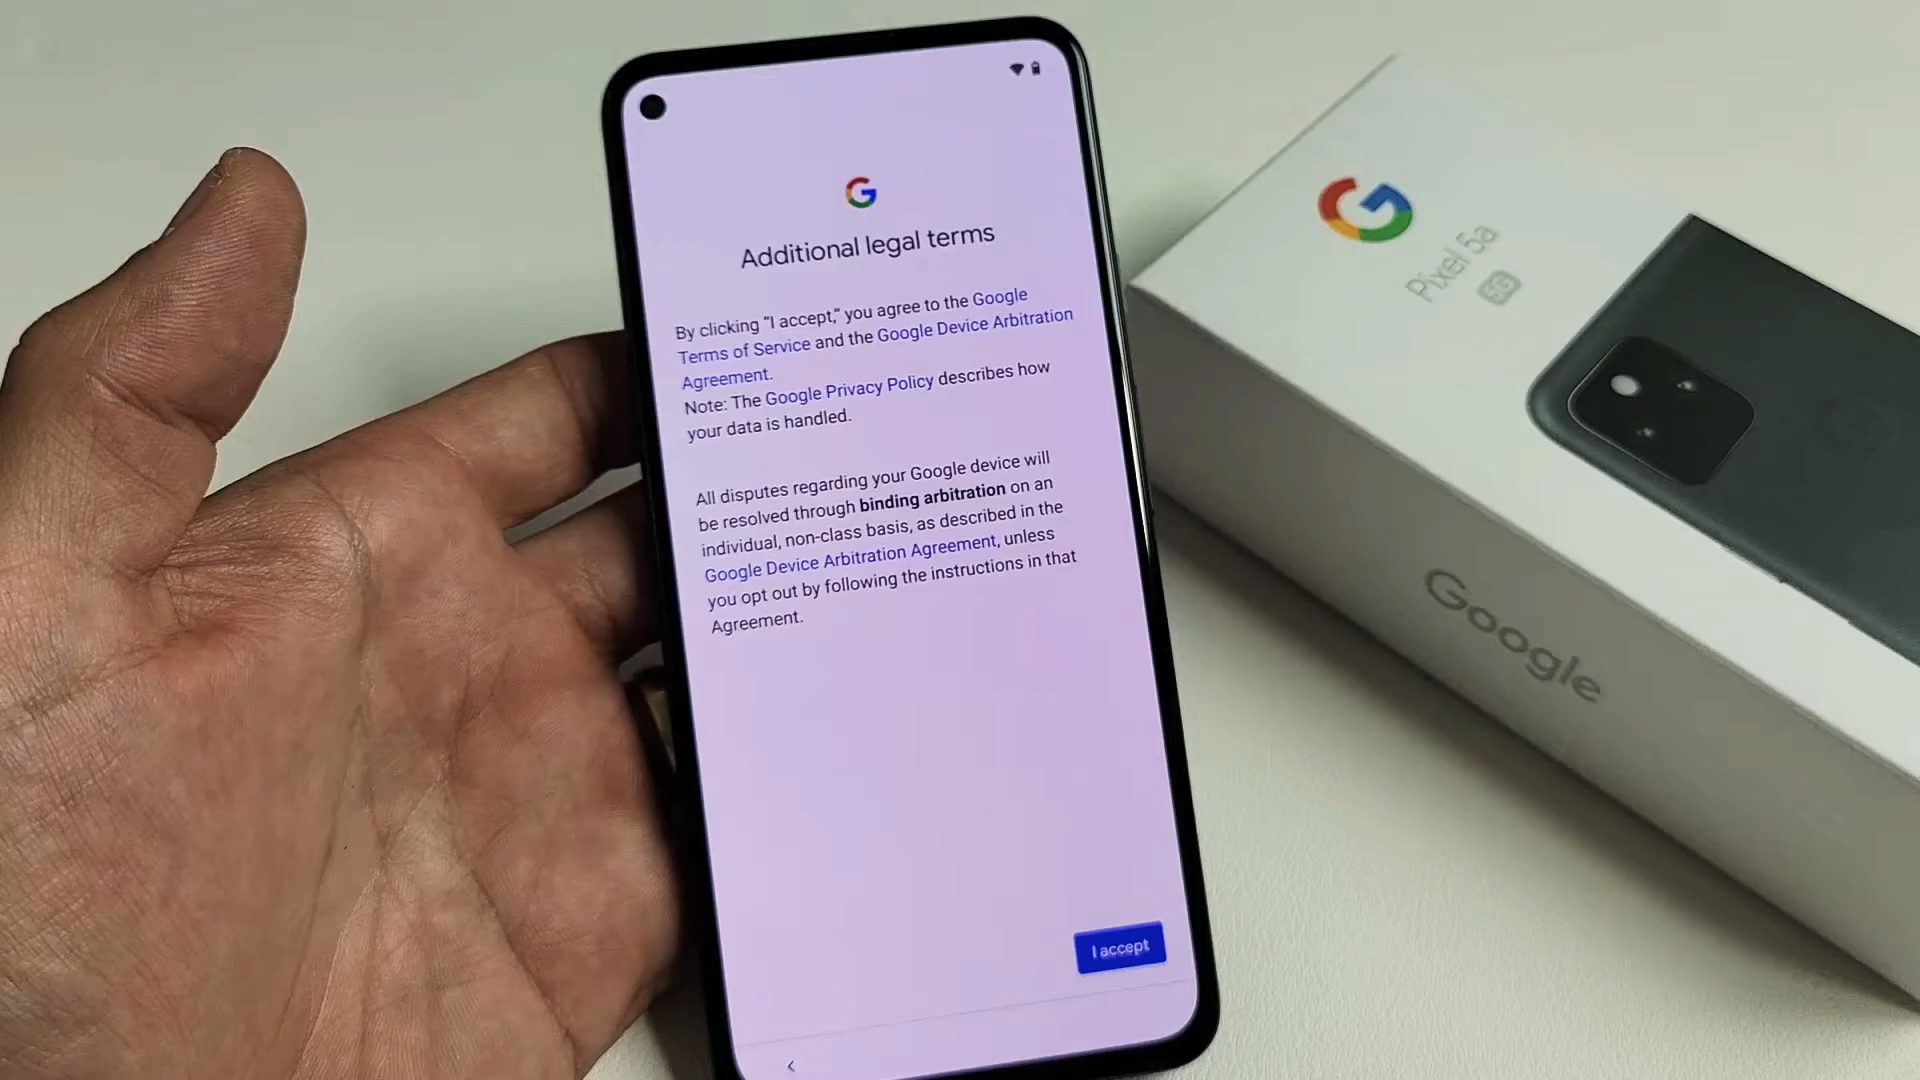 Additional legal terms
By clicking “I accept,” you agree to the Google
Terms of Service and the Google Device Arbitration
Agreement.
Note: The Google Privacy Policy describes how
your data is handled.
All disputes regarding your Google device will
be resolved through binding arbitration on an
individual, non-class basis, as described in the
Google Device Arbitration Agreement, unless
you opt out by following the instructions in that
Agreement.
I accept
G
Pixel 5a
5G
Google